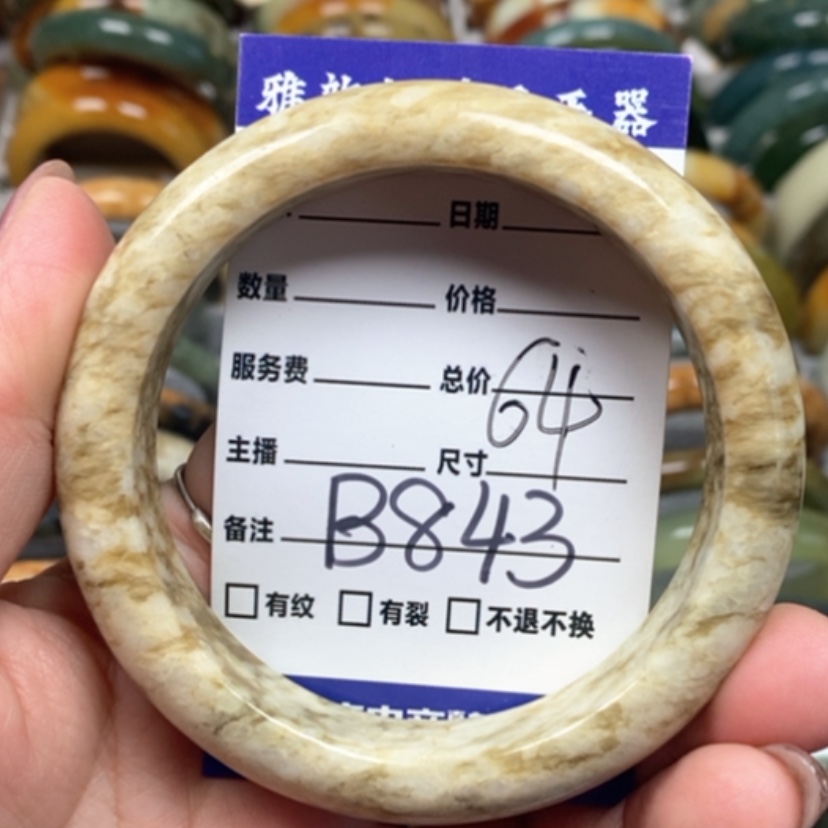 雅
器
日期
数量 价格
服务费 总价 64
主播 尺寸
备注 B843
□有纹 □有裂 □不退不换